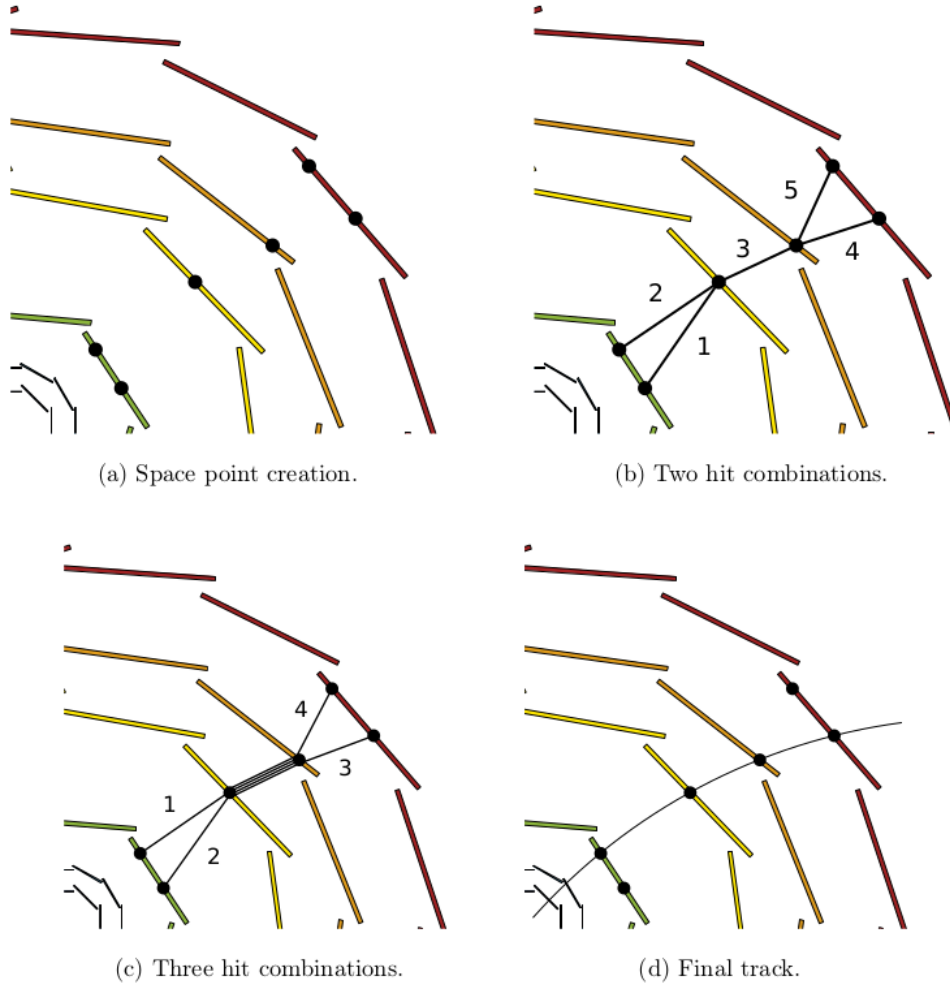 5
3
4
2
1
(a) Space point creation.
(b) Two hit combinations.
4
3
1
2
(c) Three hit combinations.
(d) Final track.